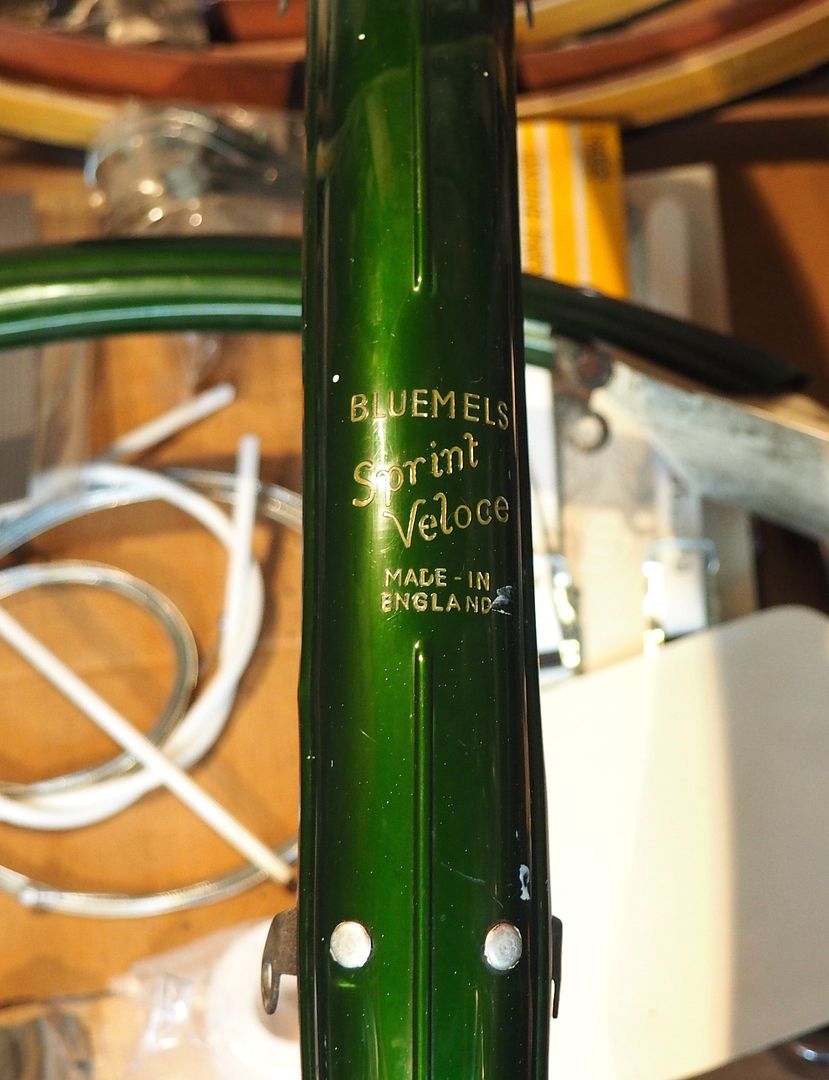 BLUEMELS
Sprint
Veloce
MADE-IN
ENGLAND